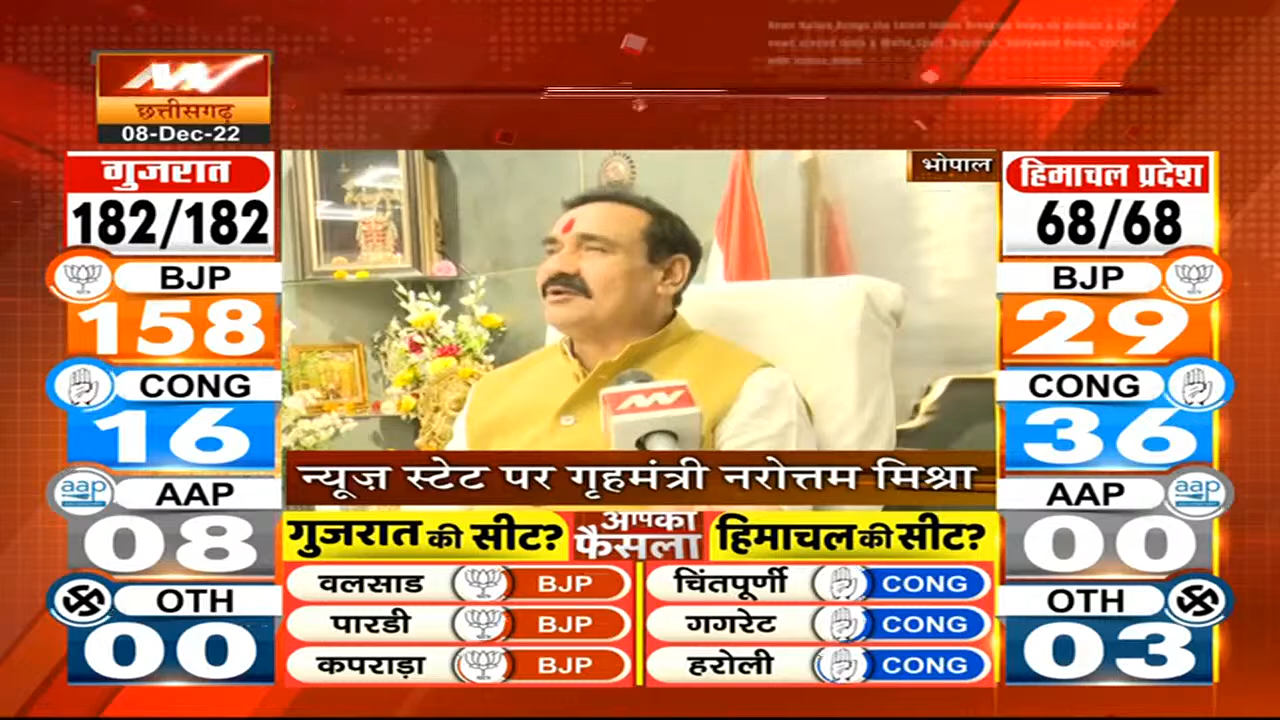 छत्तीसगढ़
08-Dec-22
भोपाल
गुजरात
182/182
BJP
158
CONG
16
aap
AAP
08
OTH
00
हिमाचल प्रदेश
68/68
BJP
29
CONG
36
AAP
aap
00
OTH
03
न्यूज़ स्टेट पर गृहमंत्री नरोत्तम मिश्रा
गुजरात की सीट?
आपका
फैसला
हिमाचल की सीट?
वलसाड BJP
पारडी BJP
कपराड़ा BJP
चिंतपूर्णी CONG
गगरेट CONG
हरोली CONG